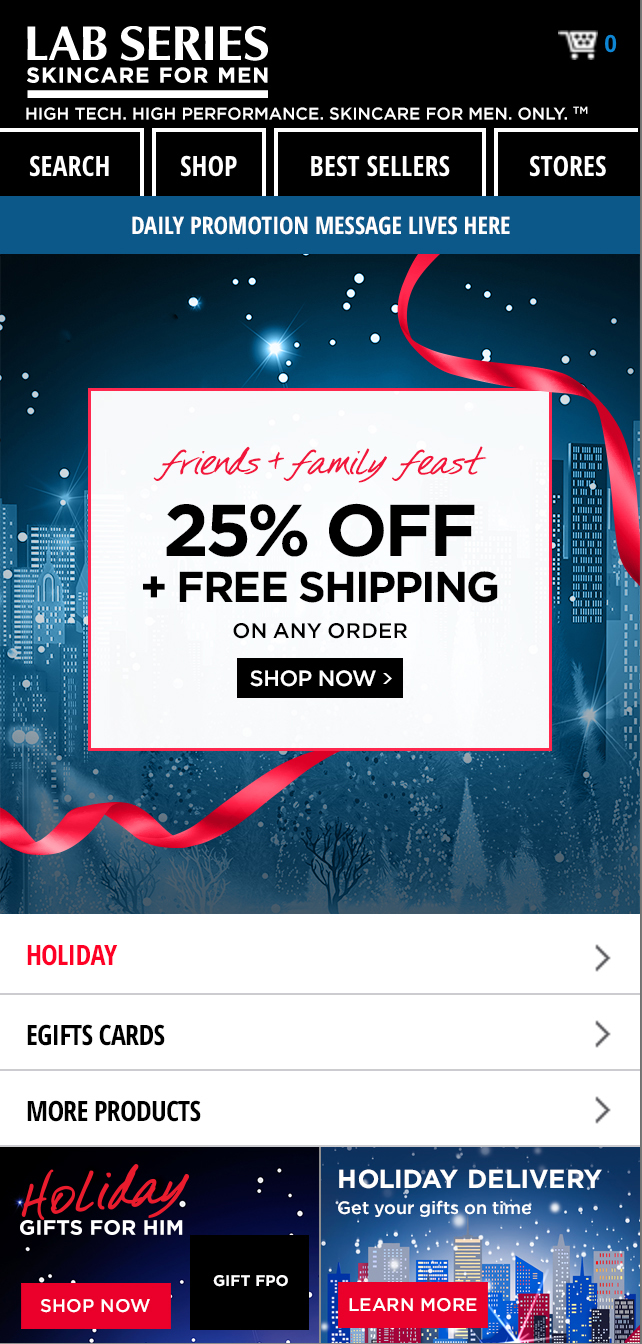 LAB SERIES
SKINCARE FOR MEN
0
HIGH TECH. HIGH PERFORMANCE. SKINCARE FOR MEN. ONLY. ™
SEARCH
SHOP
BEST SELLERS
STORES
DAILY PROMOTION MESSAGE LIVES HERE
friends + family feast
25% OFF
+ FREE SHIPPING
ON ANY ORDER
SHOP NOW >
HOLIDAY
EGIFTS CARDS
MORE PRODUCTS
Holiday
GIFTS FOR HIM
GIFT FPO
SHOP NOW
HOLIDAY DELIVERY
Get your gifts on time
LEARN MORE